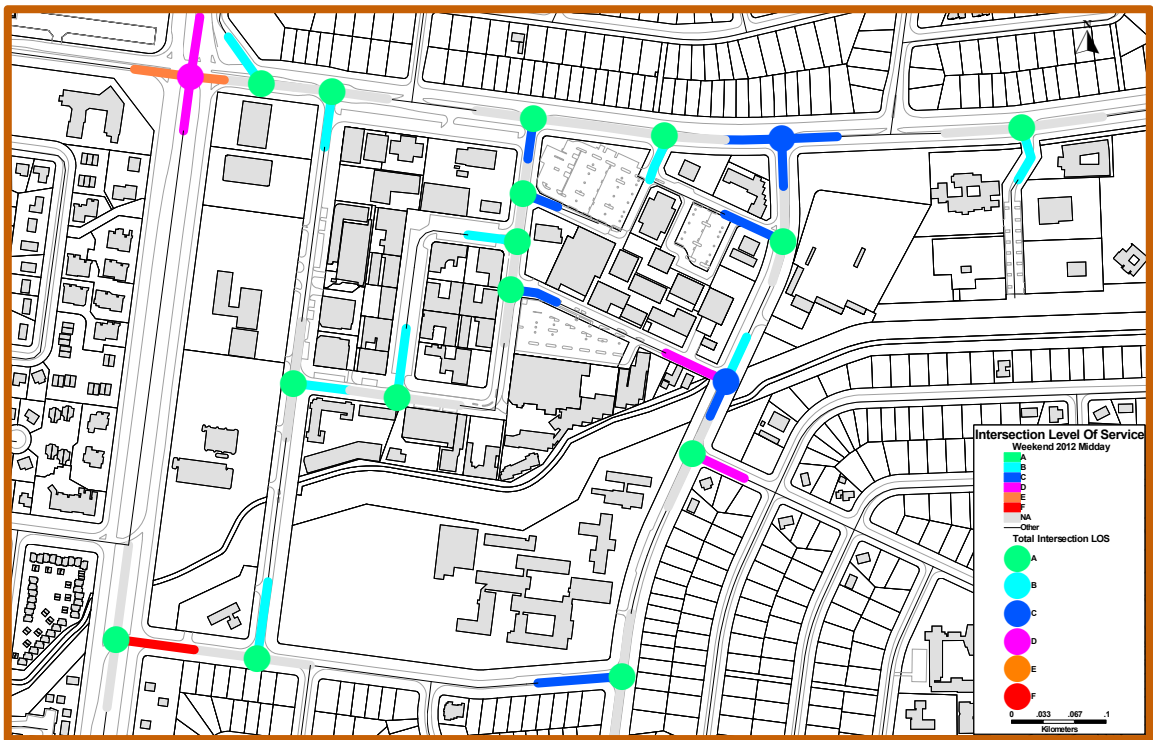 N
Intersection Level Of Service
Weekend 2012 Midday
A
B
C
D
E
F
NA
Other
Total Intersection LOS
A
B
C
D
E
F
0 .033 .067 .1
Kilometers